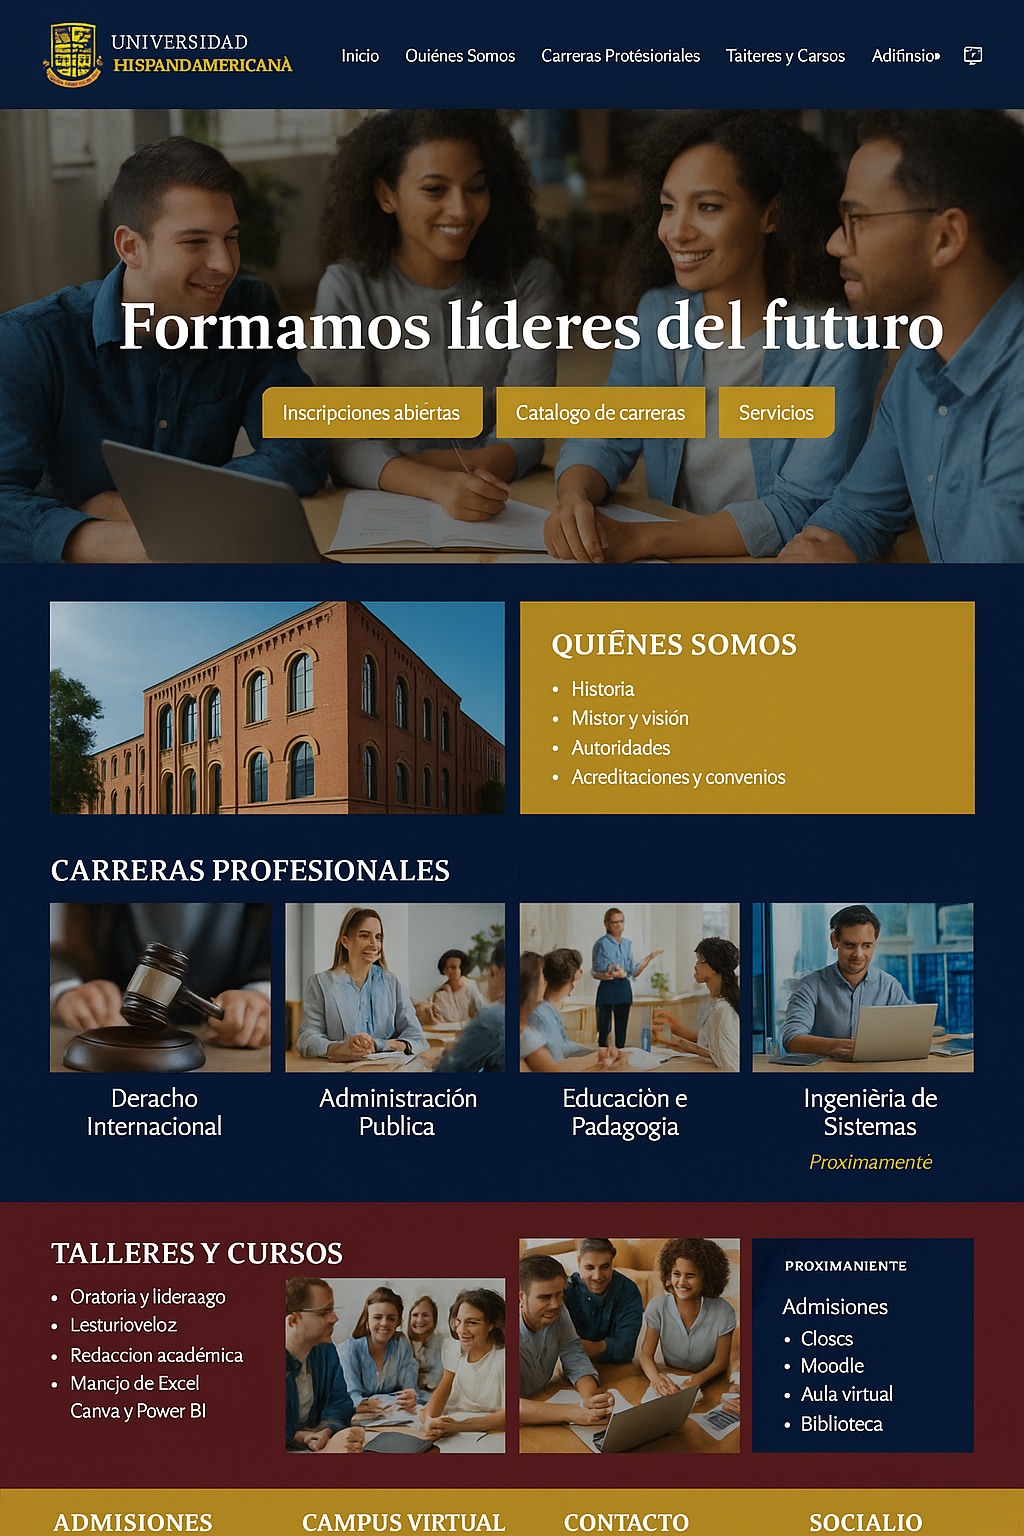 UNIVERSIDAD
HISPANDAMERICANÀ
Inicio
Quiénes Somos
Carreras Protésioriales
Taiteres y Carsos
Adifinsio
Formamos líderes del futuro
Inscripciones abiertas
Catalogo de carreras
Servicios
QUIÉNES SOMOS
• Historia
• Mistor y visión
• Autoridades
• Acreditaciones y convenios
CARRERAS PROFESIONALES
Deracho
Internacional
Administración
Publica
Educaciòn e
Padagogia
Ingenièria de
Sistemas
Proximamentè
TALLERES Y CURSOS
• Oratoria y lideraago
• Lesturioveloz
• Redaccion académica
• Mancjo de Excel
Canva y Power BI
PROXIMANIENTE
Admisiones
• Closcs
• Moodle
• Aula virtual
• Biblioteca
ADMISIONES
CAMPUS VIRTUAL
CONTACTO
SOCIALIO